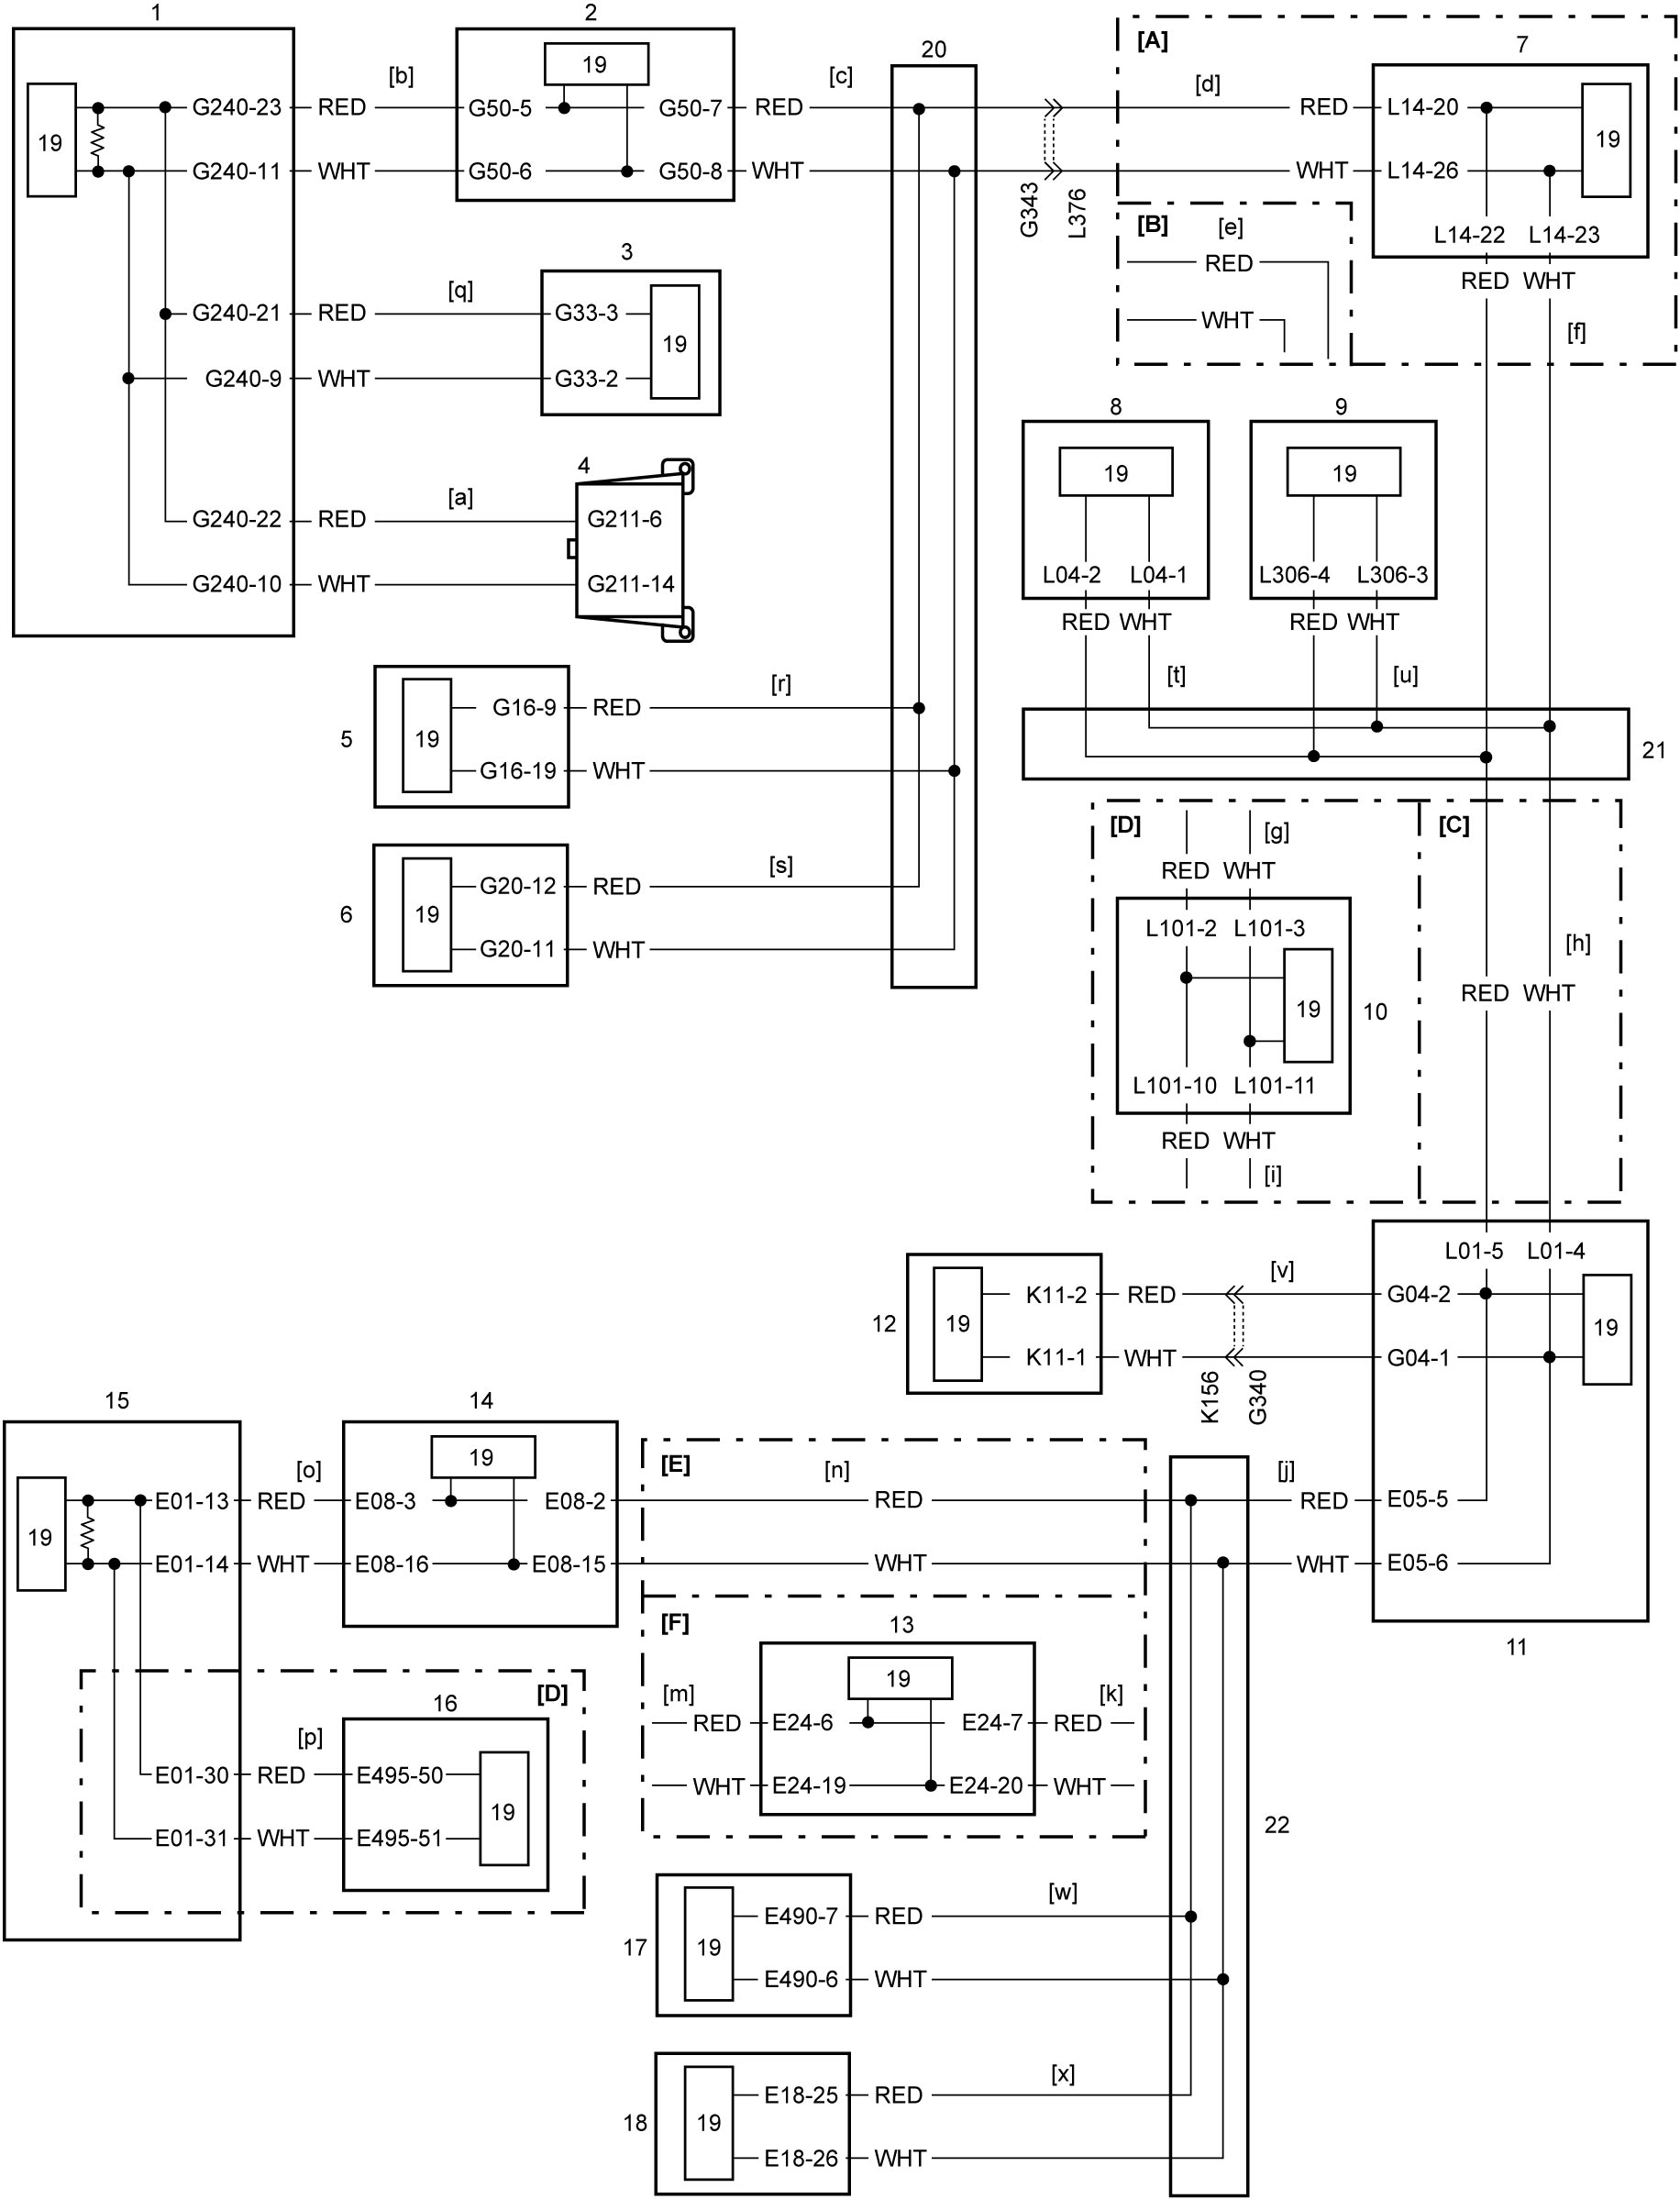 1
2
20
[A]
7
[b]
19
[c]
[d]
G240-23 RED G50-5 G50-7 RED RED L14-20
19
19
G240-11 WHT G50-6 G50-8 WHT WHT L14-26
G343
L376
[B]
[e]
L14-22 L14-23
RED
RED WHT
3
[q]
G240-21 RED G33-3
WHT
[f]
19
G240-9 WHT G33-2
8
9
4
19
19
[a]
G240-22 RED G211-6
L04-2 L04-1
L306-4 L306-3
G240-10 WHT G211-14
RED WHT
RED WHT
[r]
[t]
[u]
G16-9 RED
5
19
21
G16-19 WHT
[D]
[g]
[C]
[s]
RED WHT
G20-12 RED
6
19
L101-2 L101-3
G20-11 WHT
[h]
RED WHT
19
10
L101-10 L101-11
RED WHT
[i]
L01-5 L01-4
[v]
K11-2 RED G04-2
12
19
19
K11-1 WHT G04-1
K156
G340
15
14
11
[o]
19
[E]
[n]
[j]
E01-13 RED E08-3 E08-2 RED RED E05-5
19
E01-14 WHT E08-16 E08-15 WHT WHT E05-6
[F]
13
[D]
16
19
[m]
[k]
RED E24-6 E24-7 RED
[p]
E01-30 RED E495-50
WHT E24-19 E24-20 WHT
19
E01-31 WHT E495-51
22
[w]
E490-7 RED
17
19
E490-6 WHT
[x]
E18-25 RED
18
19
E18-26 WHT